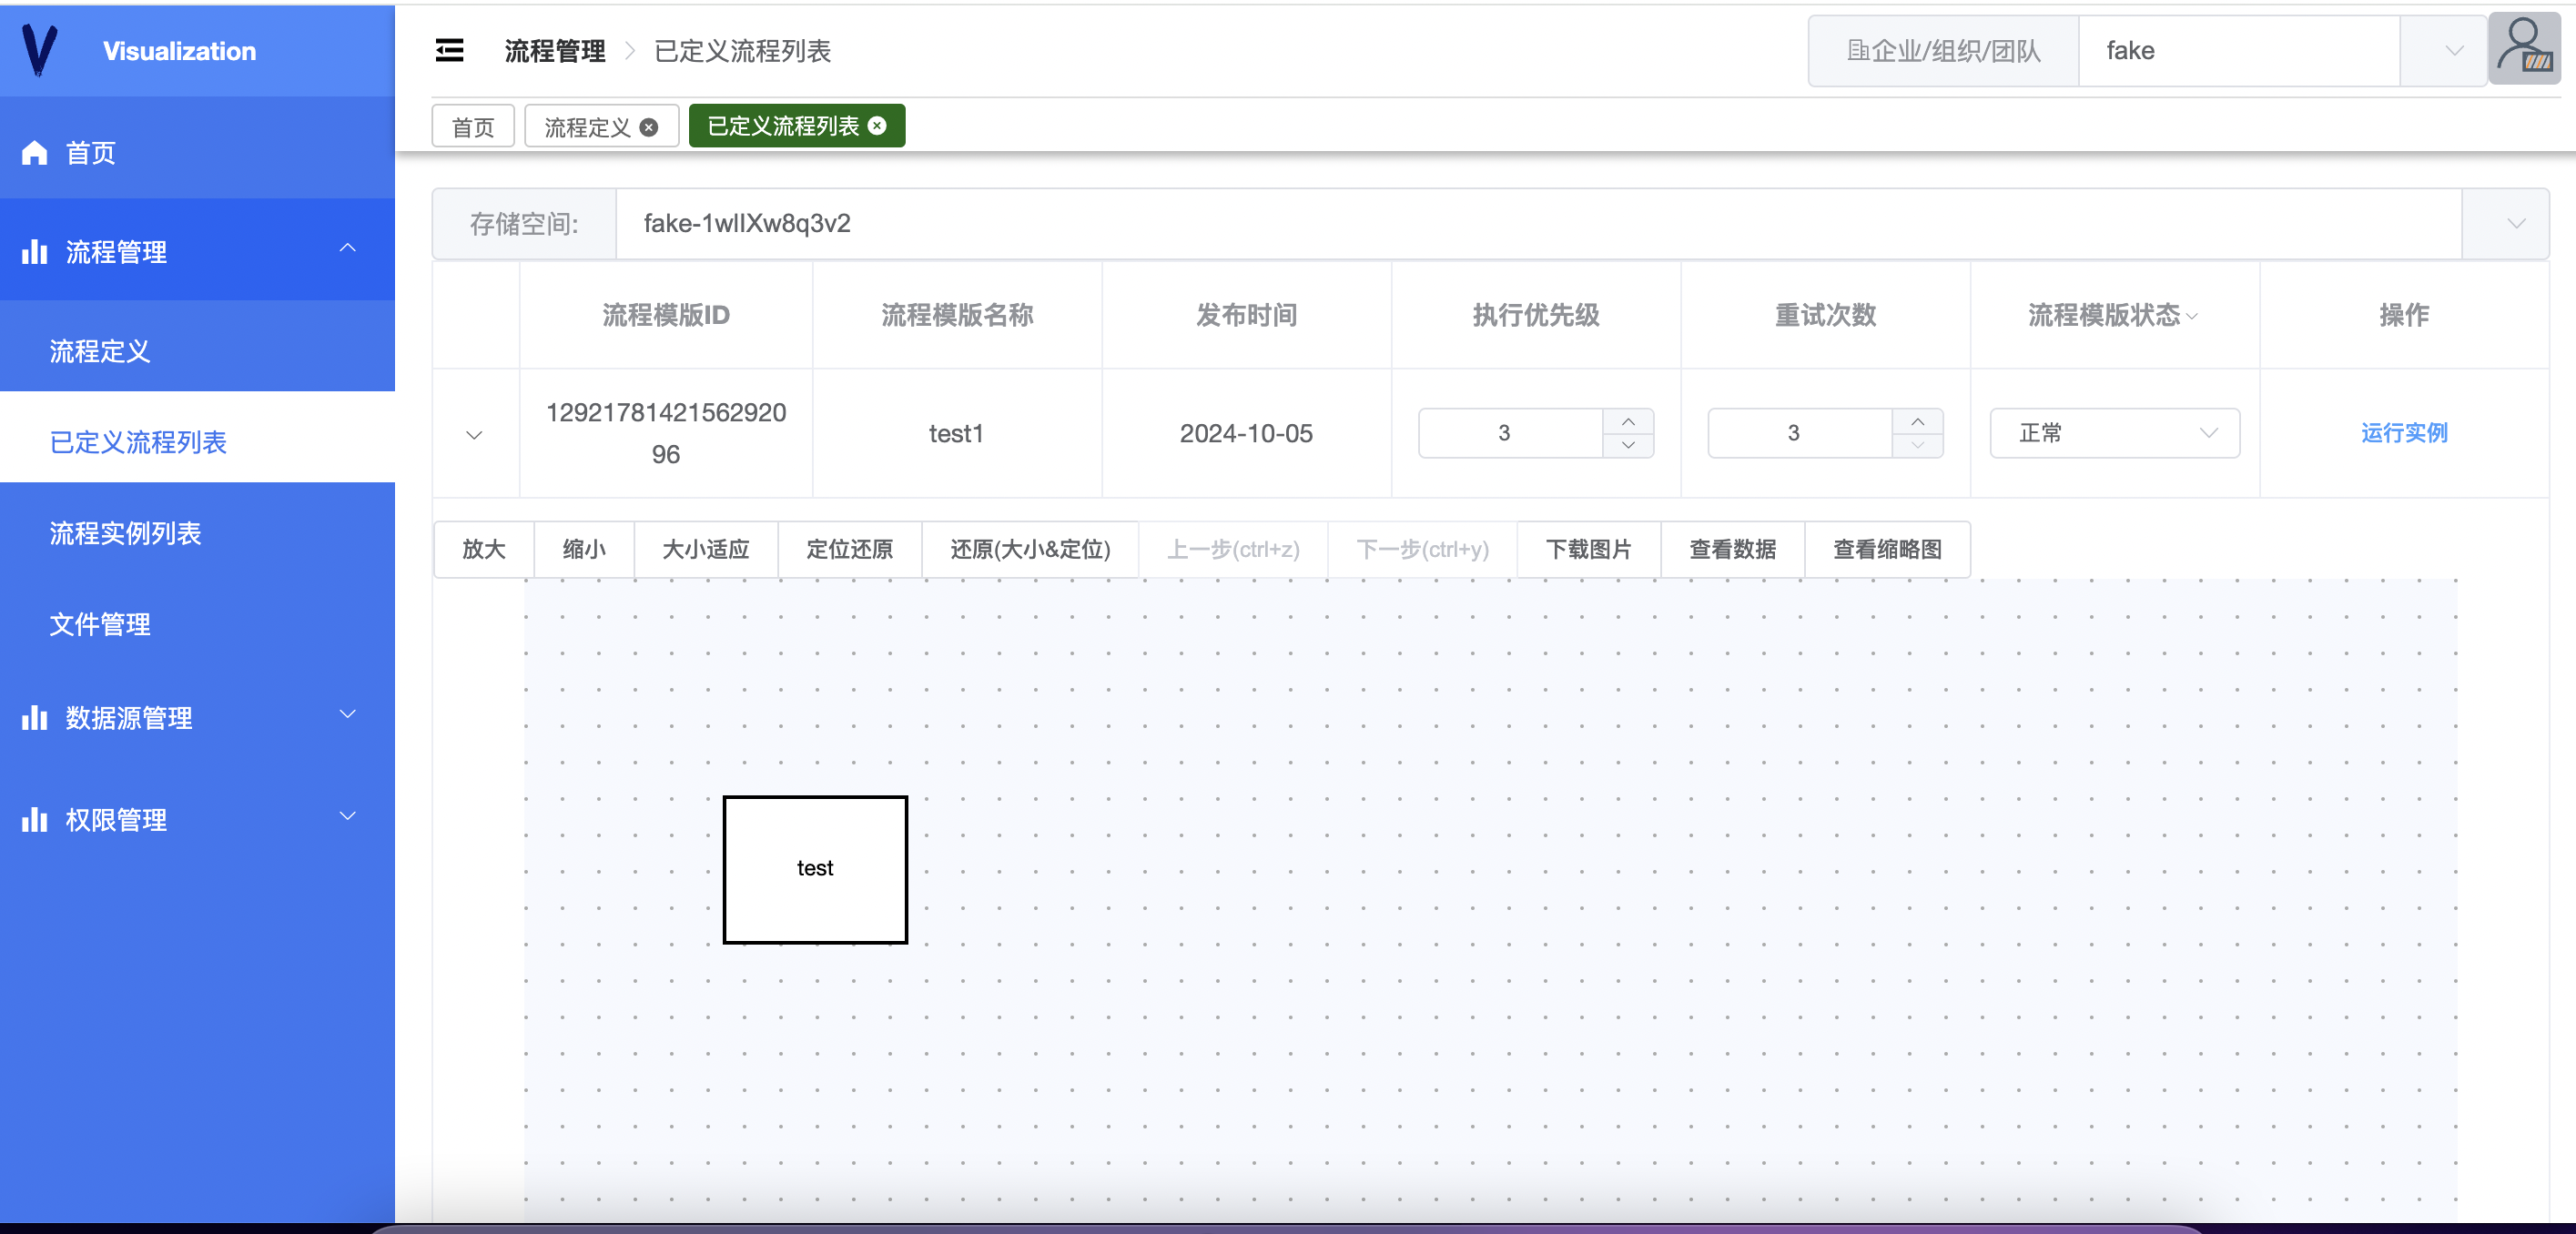 Visualization
流程管理
已定义流程列表
企业/组织/团队
fake
首页
流程定义
已定义流程列表
首页
流程管理
流程定义
已定义流程列表
流程实例列表
文件管理
数据源管理
权限管理
存储空间:
fake-1wIlXw8q3v2
流程模版ID
流程模版名称
发布时间
执行优先级
重试次数
流程模版状态
操作
12921781421562920
96
test1
2024-10-05
3
3
正常
运行实例
放大
缩小
大小适应
定位还原
还原(大小&定位)
上一步(ctrl+z)
下一步(ctrl+y)
下载图片
查看数据
查看缩略图
test